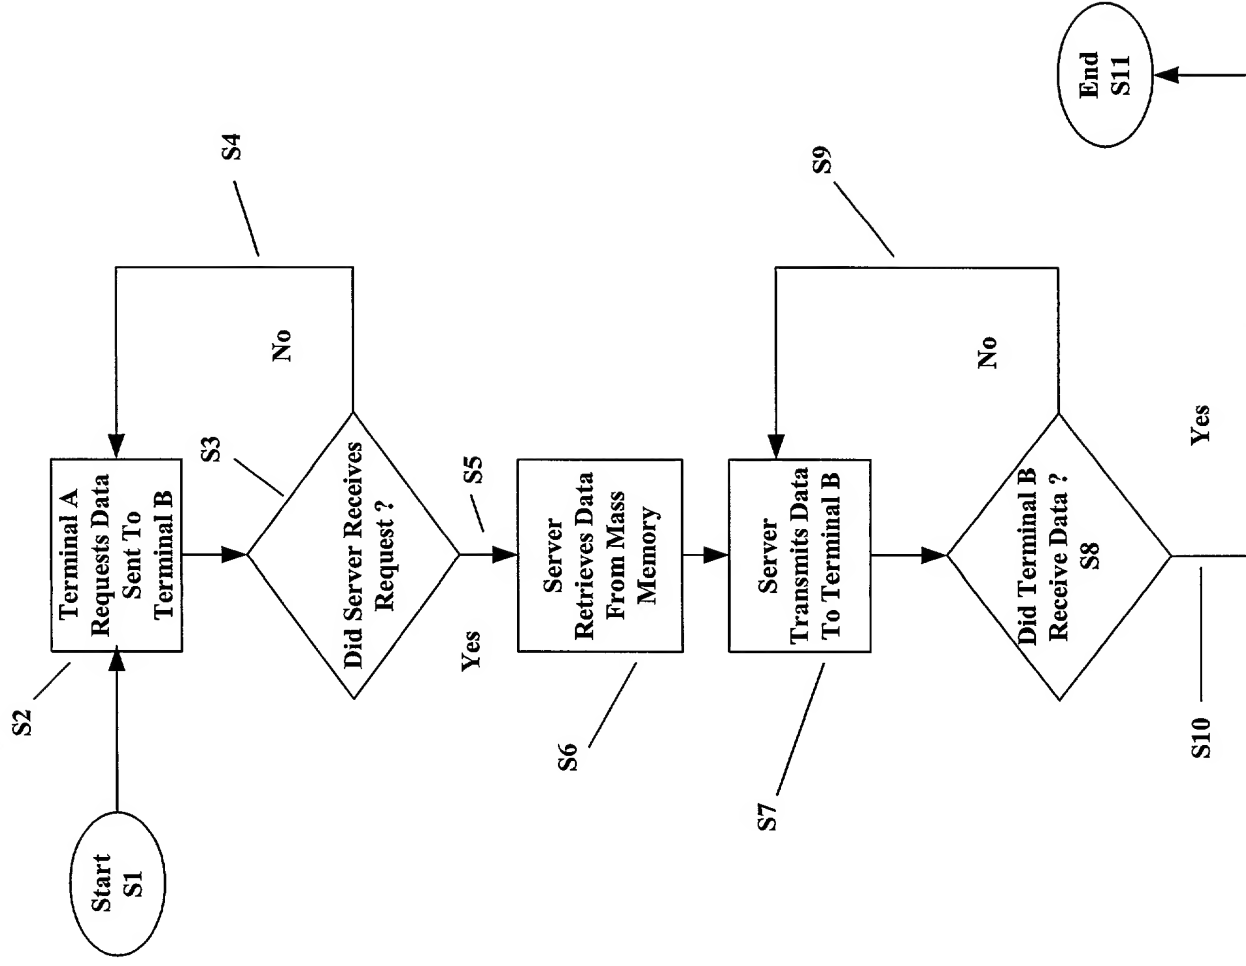 Start
S1
S2
Terminal A
Requests Data
Sent To
Terminal B
S3
Did Server Receives
Request ?
No
S4
Yes
S5
S6
Server
Retrieves Data
From Mass
Memory
S7
Server
Transmits Data
To Terminal B
Did Terminal B
Receive Data ?
S8
No
S9
S10
Yes
End
S11